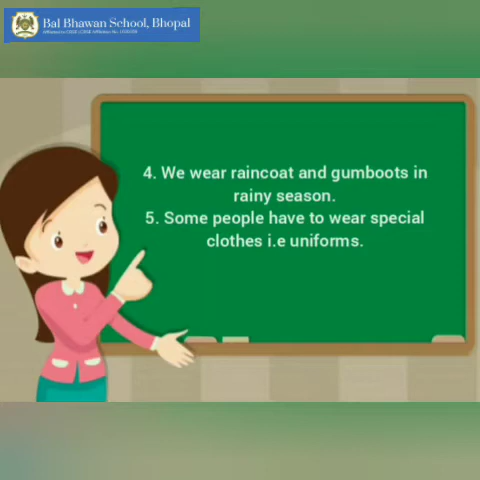 Bal Bhawan School, Bhopal
4. We wear raincoat and gumboots in
rainy season.
5. Some people have to wear special
clothes i.e uniforms.